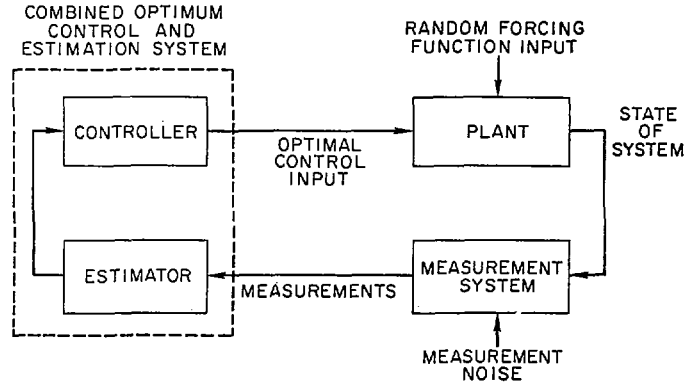 COMBINED OPTIMUM
CONTROL AND
ESTIMATION SYSTEM
RANDOM FORCING
FUNCTION INPUT
CONTROLLER
OPTIMAL
CONTROL
INPUT
PLANT
STATE
OF
SYSTEM
ESTIMATOR
MEASUREMENTS
MEASUREMENT
SYSTEM
MEASUREMENT
NOISE